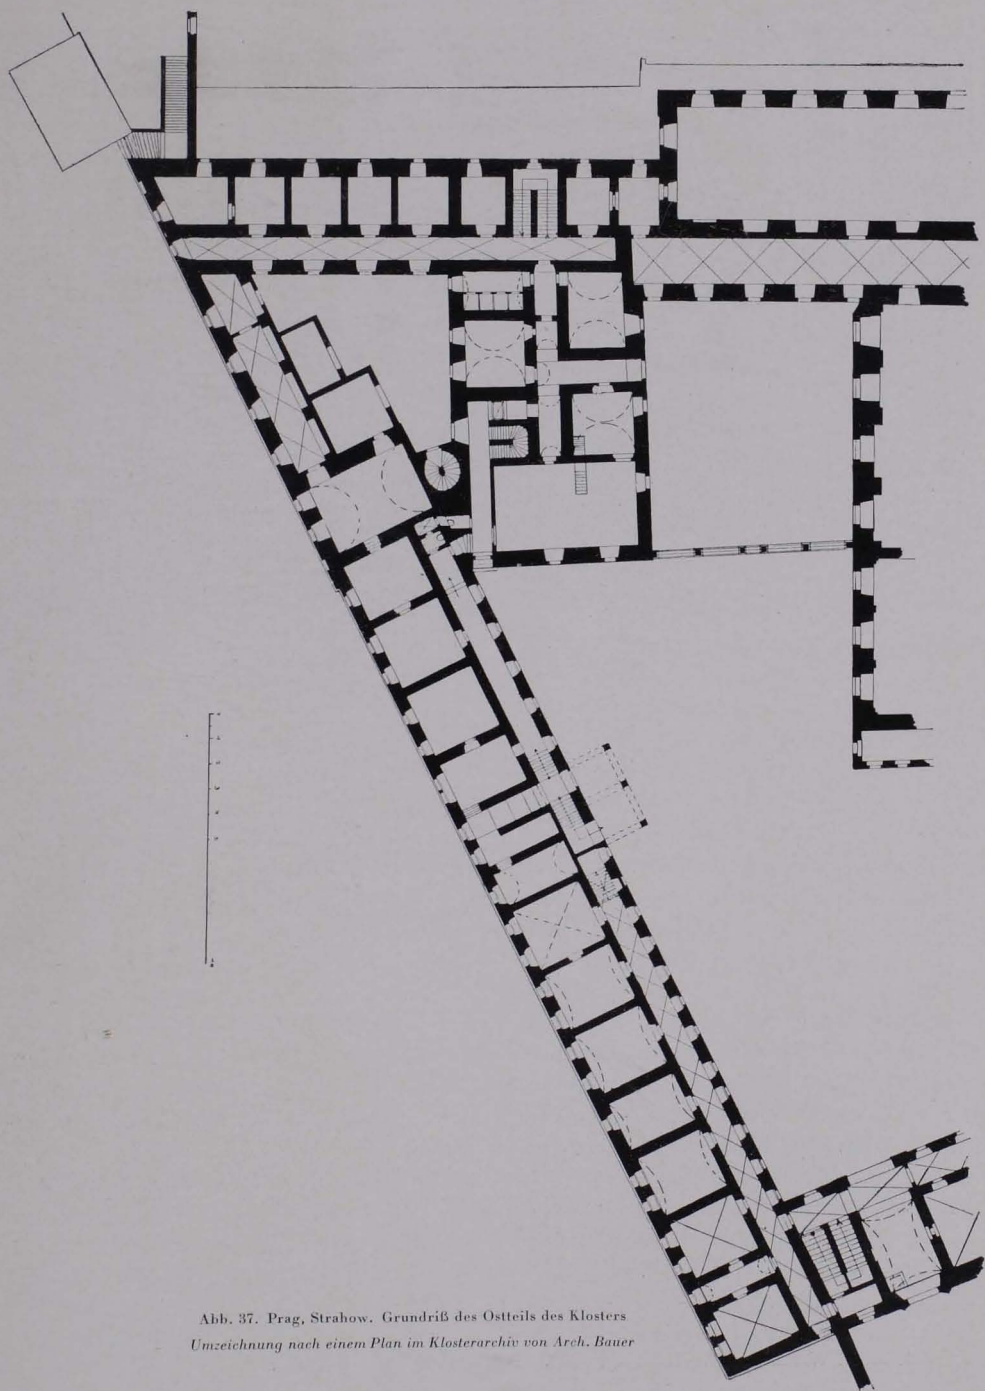 Abb. 37. Prag, Strahow. Grundriß des Ostteils des Klosters
Umzeichnung nach einem Plan im Klosterarchiv von Arch. Bauer